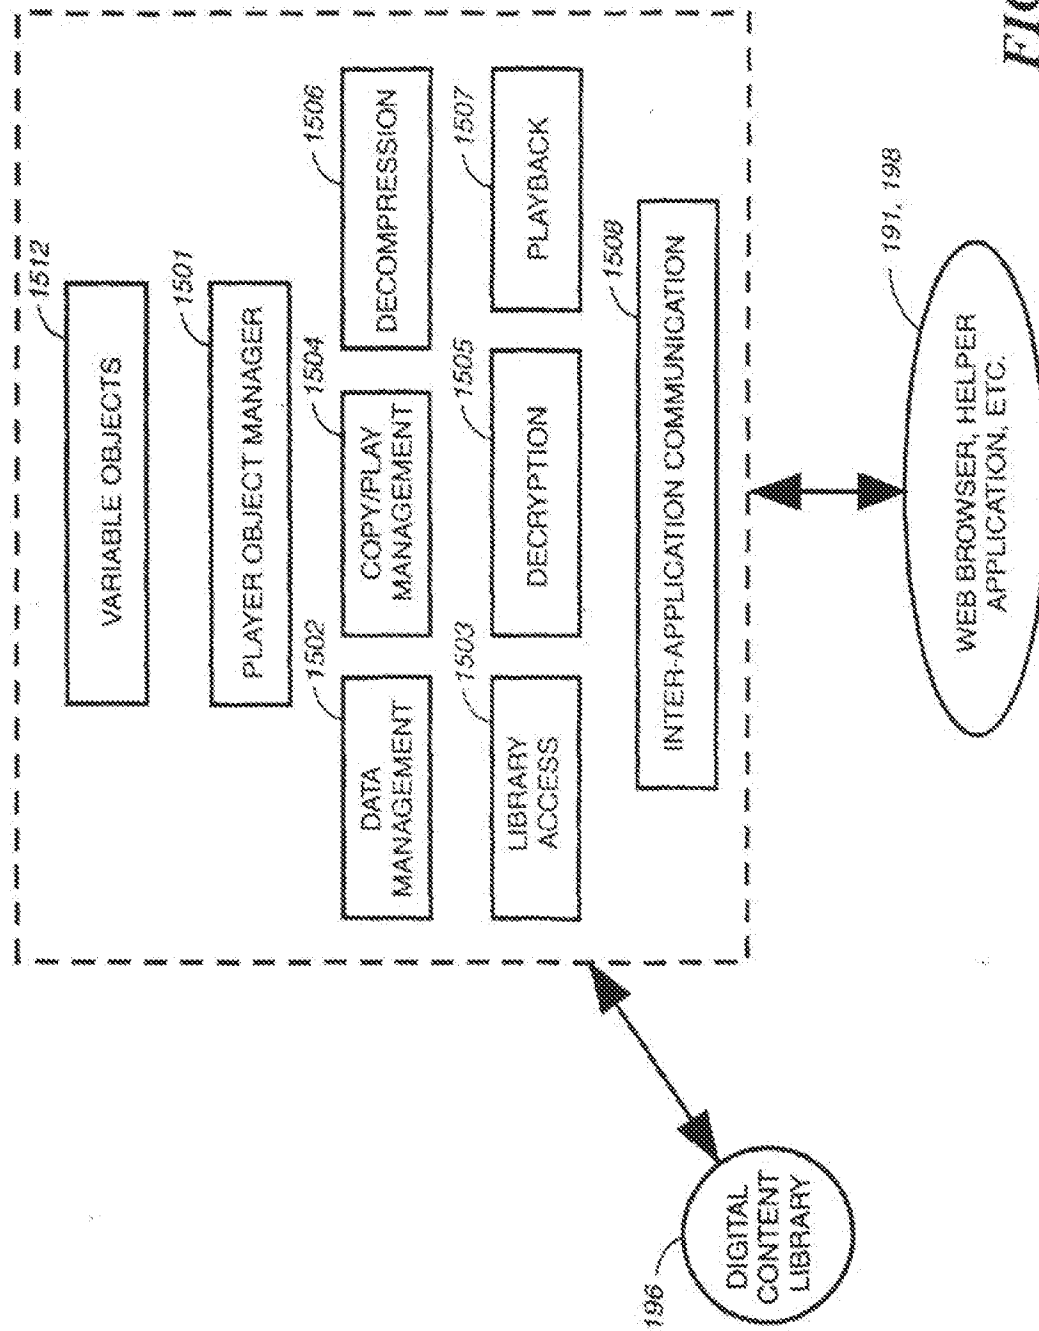 1512
VARIABLE OBJECTS
1501
PLAYER OBJECT MANAGER
1502
DATA
MANAGEMENT
1504
COPY/PLAY
MANAGEMENT
1506
DECOMPRESSION
1503
LIBRARY
ACCESS
1505
DECRYPTION
1507
PLAYBACK
1508
INTER-APPLICATION COMMUNICATION
196
DIGITAL
CONTENT
LIBRARY
191, 198
WEB BROWSER, HELPER
APPLICATION, ETC.